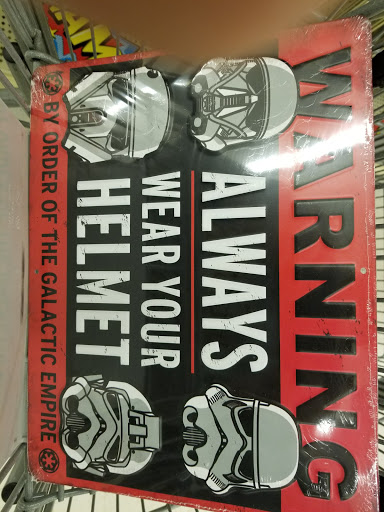 WARNING
ALWAYS
WEAR YOUR
HELMET
BY ORDER OF THE GALACTIC EMPIRE